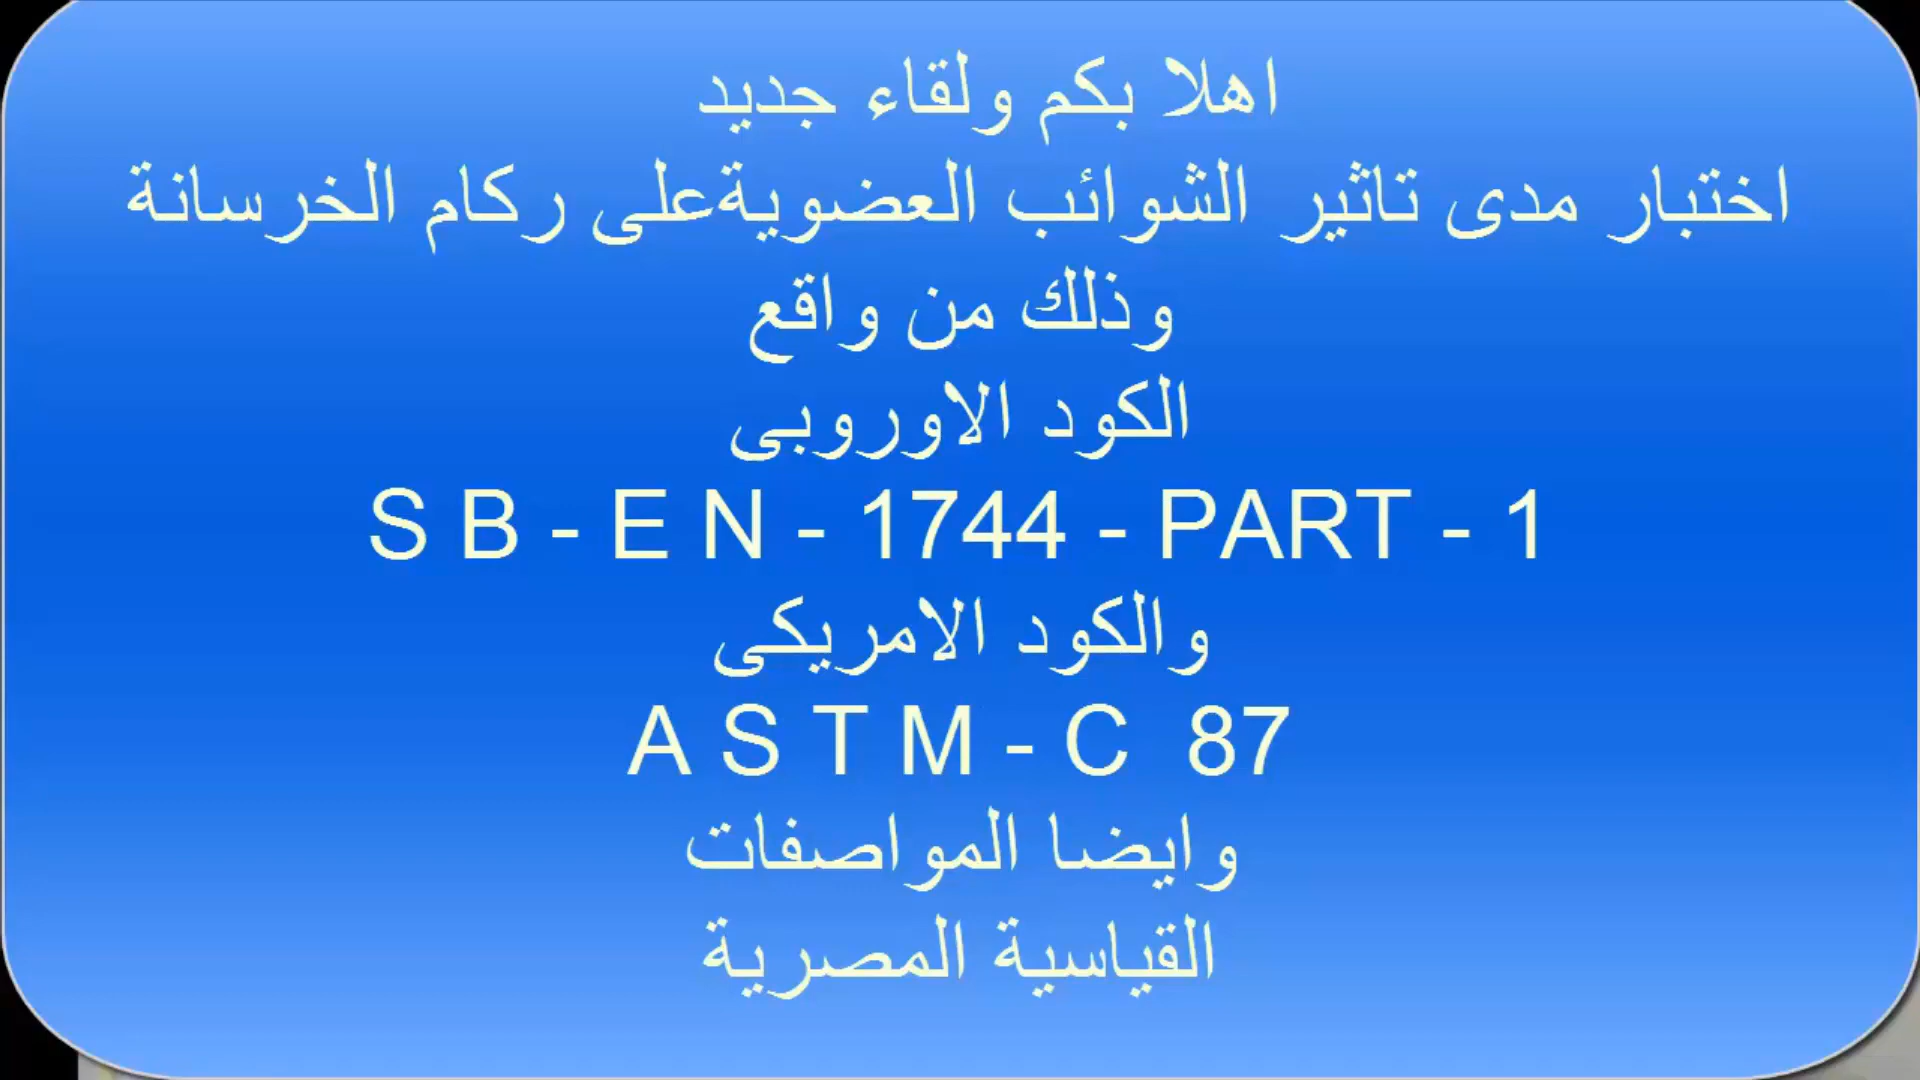 اهلا بكم ولقاء جديد
اختبار مدى تاثير الشوائب العضويةعلى ركام الخرسانة
وذلك من واقع
الكود الاوروبى
S B - E N - 1744 - PART - 1
والكود الامريكى
A S T M - C  87
وايضا المواصفات
القياسية المصرية